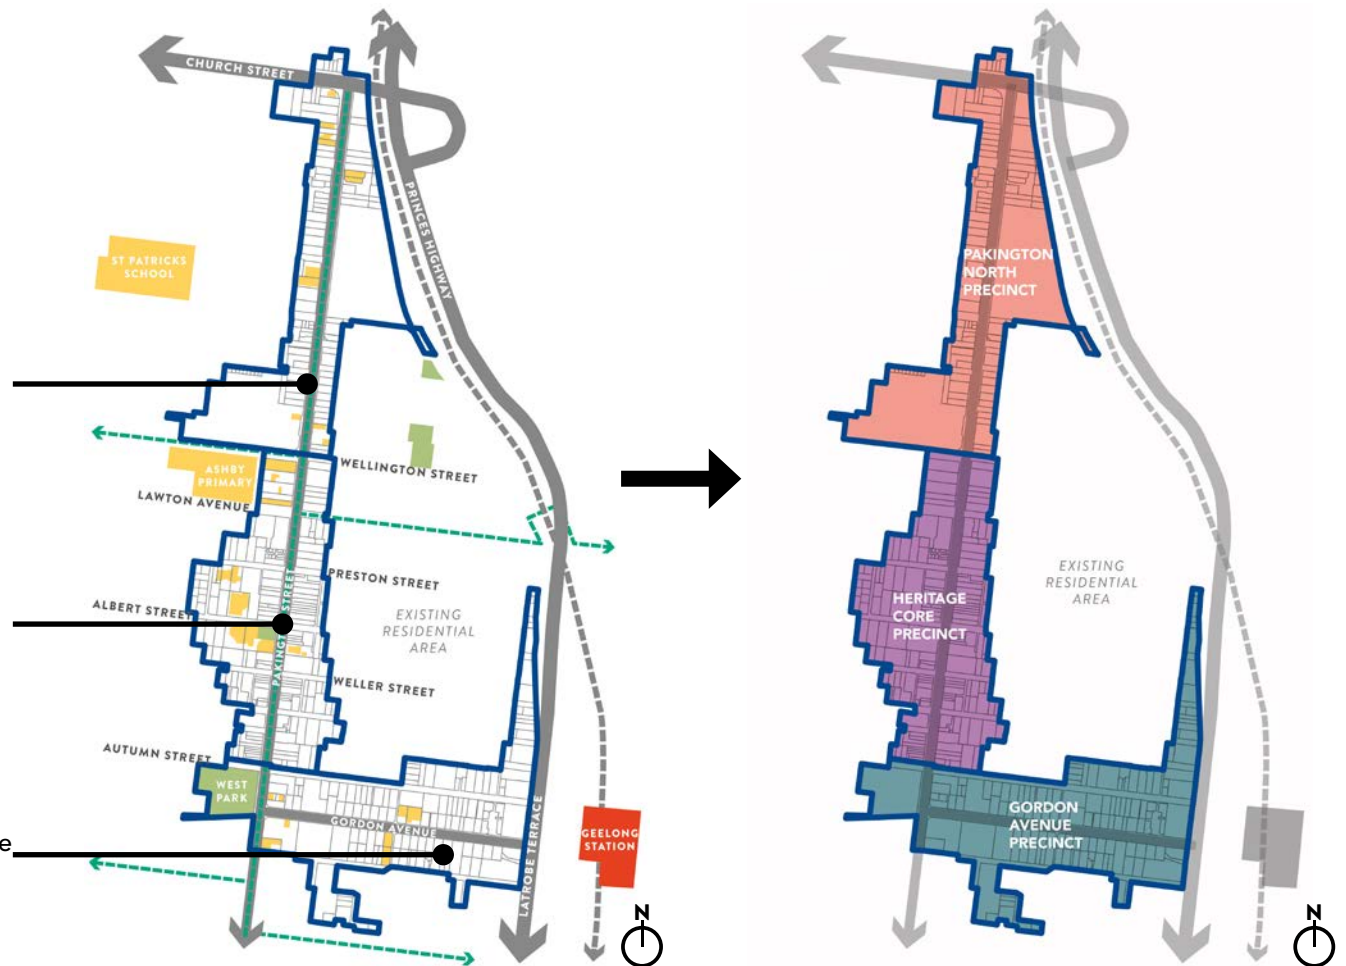 CHURCH STREET
PRINCES HIGHWAY
ST PATRICKS
SCHOOL
WELLINGTON STREET
ASHBY
PRIMARY
LAWTON AVENUE
PRESTON STREET
ALBERT STREET
EXISTING
RESIDENTIAL
AREA
PAKINGTON STREET
WELLER STREET
AUTUMN STREET
WEST
PARK
GORDON AVENUE
LATROBE TERRACE
GEELONG
STATION
e
N
PAKINGTON
NORTH
PRECINCT
EXISTING
RESIDENTIAL
AREA
HERITAGE
CORE
PRECINCT
GORDON
AVENUE
PRECINCT
N